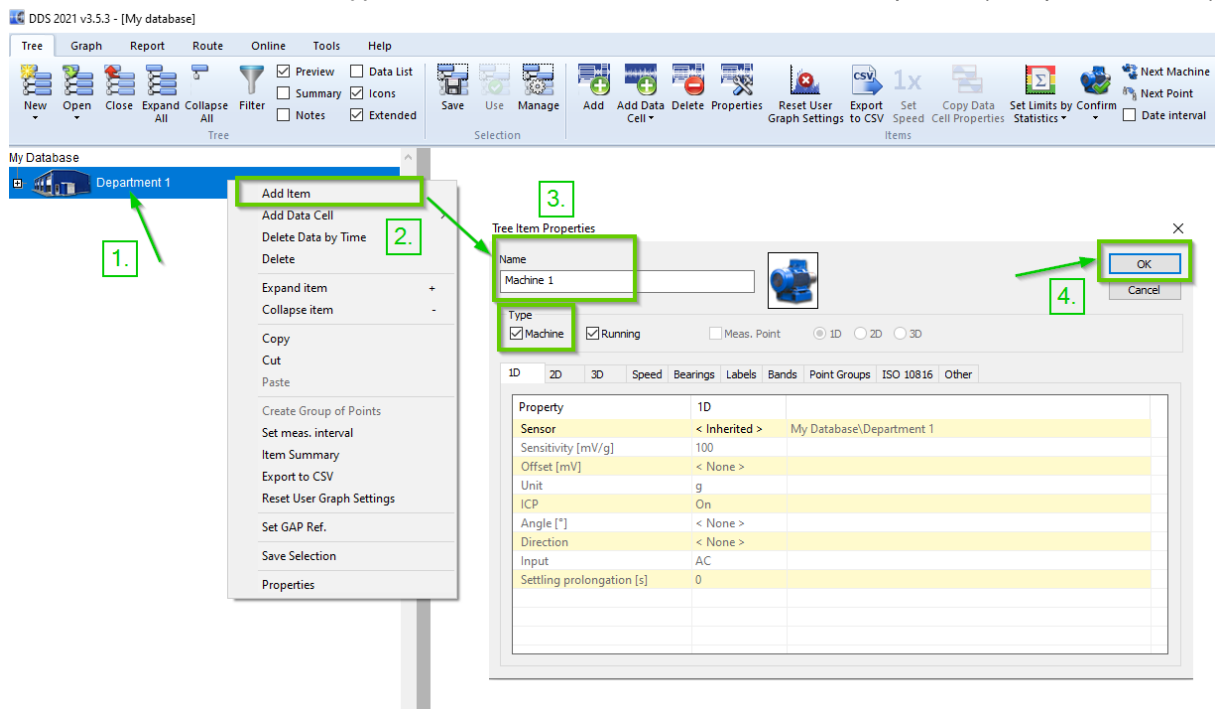 DDS 2021 v3.5.3 - [My database]
Tree Graph Report Route Online Tools Help
New Open Close Expand All Collapse All Filter
Preview Data List
Summary Icons
Notes Extended
Tree
Save Use Manage
Selection
Add Add Data Cell Delete Properties Reset User Graph Settings Export to CSV Set Speed Copy Data Cell Properties Set Limits by Statistics Confirm
CSV 1x Σ
Next Machine
Next Point
Date interval
Items
My Database
Department 1
1.
Add Item
Add Data Cell >
Delete Data by Time
2.
Delete
Expand item +
Collapse item -
Copy
Cut
Paste
Create Group of Points
Set meas. interval
Item Summary
Export to CSV
Reset User Graph Settings
Set GAP Ref.
Save Selection
Properties
3.
Tree Item Properties
Name
Machine 1
OK
Cancel
4.
Type
Machine Running Meas. Point 1D 2D 3D
1D 2D 3D Speed Bearings Labels Bands Point Groups ISO 10816 Other
Property 1D
Sensor < Inherited > My Database\Department 1
Sensitivity [mV/g] 100
Offset [mV] < None >
Unit g
ICP On
Angle [°] < None >
Direction < None >
Input AC
Settling prolongation [s] 0